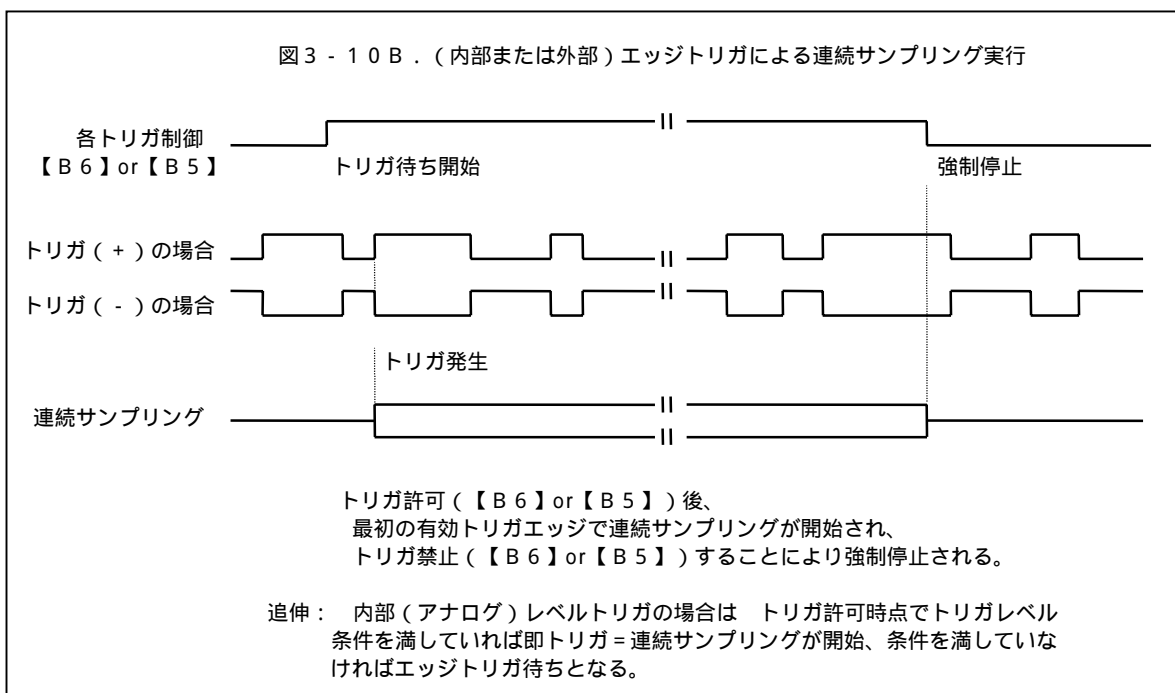 図3-10B.(内部または外部)エッジトリガによる連続サンプリング実行
各トリガ制御
【B6】or【B5】
トリガ待ち開始
強制停止
トリガ(+)の場合
トリガ(-)の場合
トリガ発生
連続サンプリング
トリガ許可(【B6】or【B5】)後、
最初の有効トリガエッジで連続サンプリングが開始され、
トリガ禁止(【B6】or【B5】)することにより強制停止される。
追伸: 内部(アナログ)レベルトリガの場合は トリガ許可時点でトリガレベル
条件を満していれば即トリガ=連続サンプリングが開始、条件を満していな
ければエッジトリガ待ちとなる。